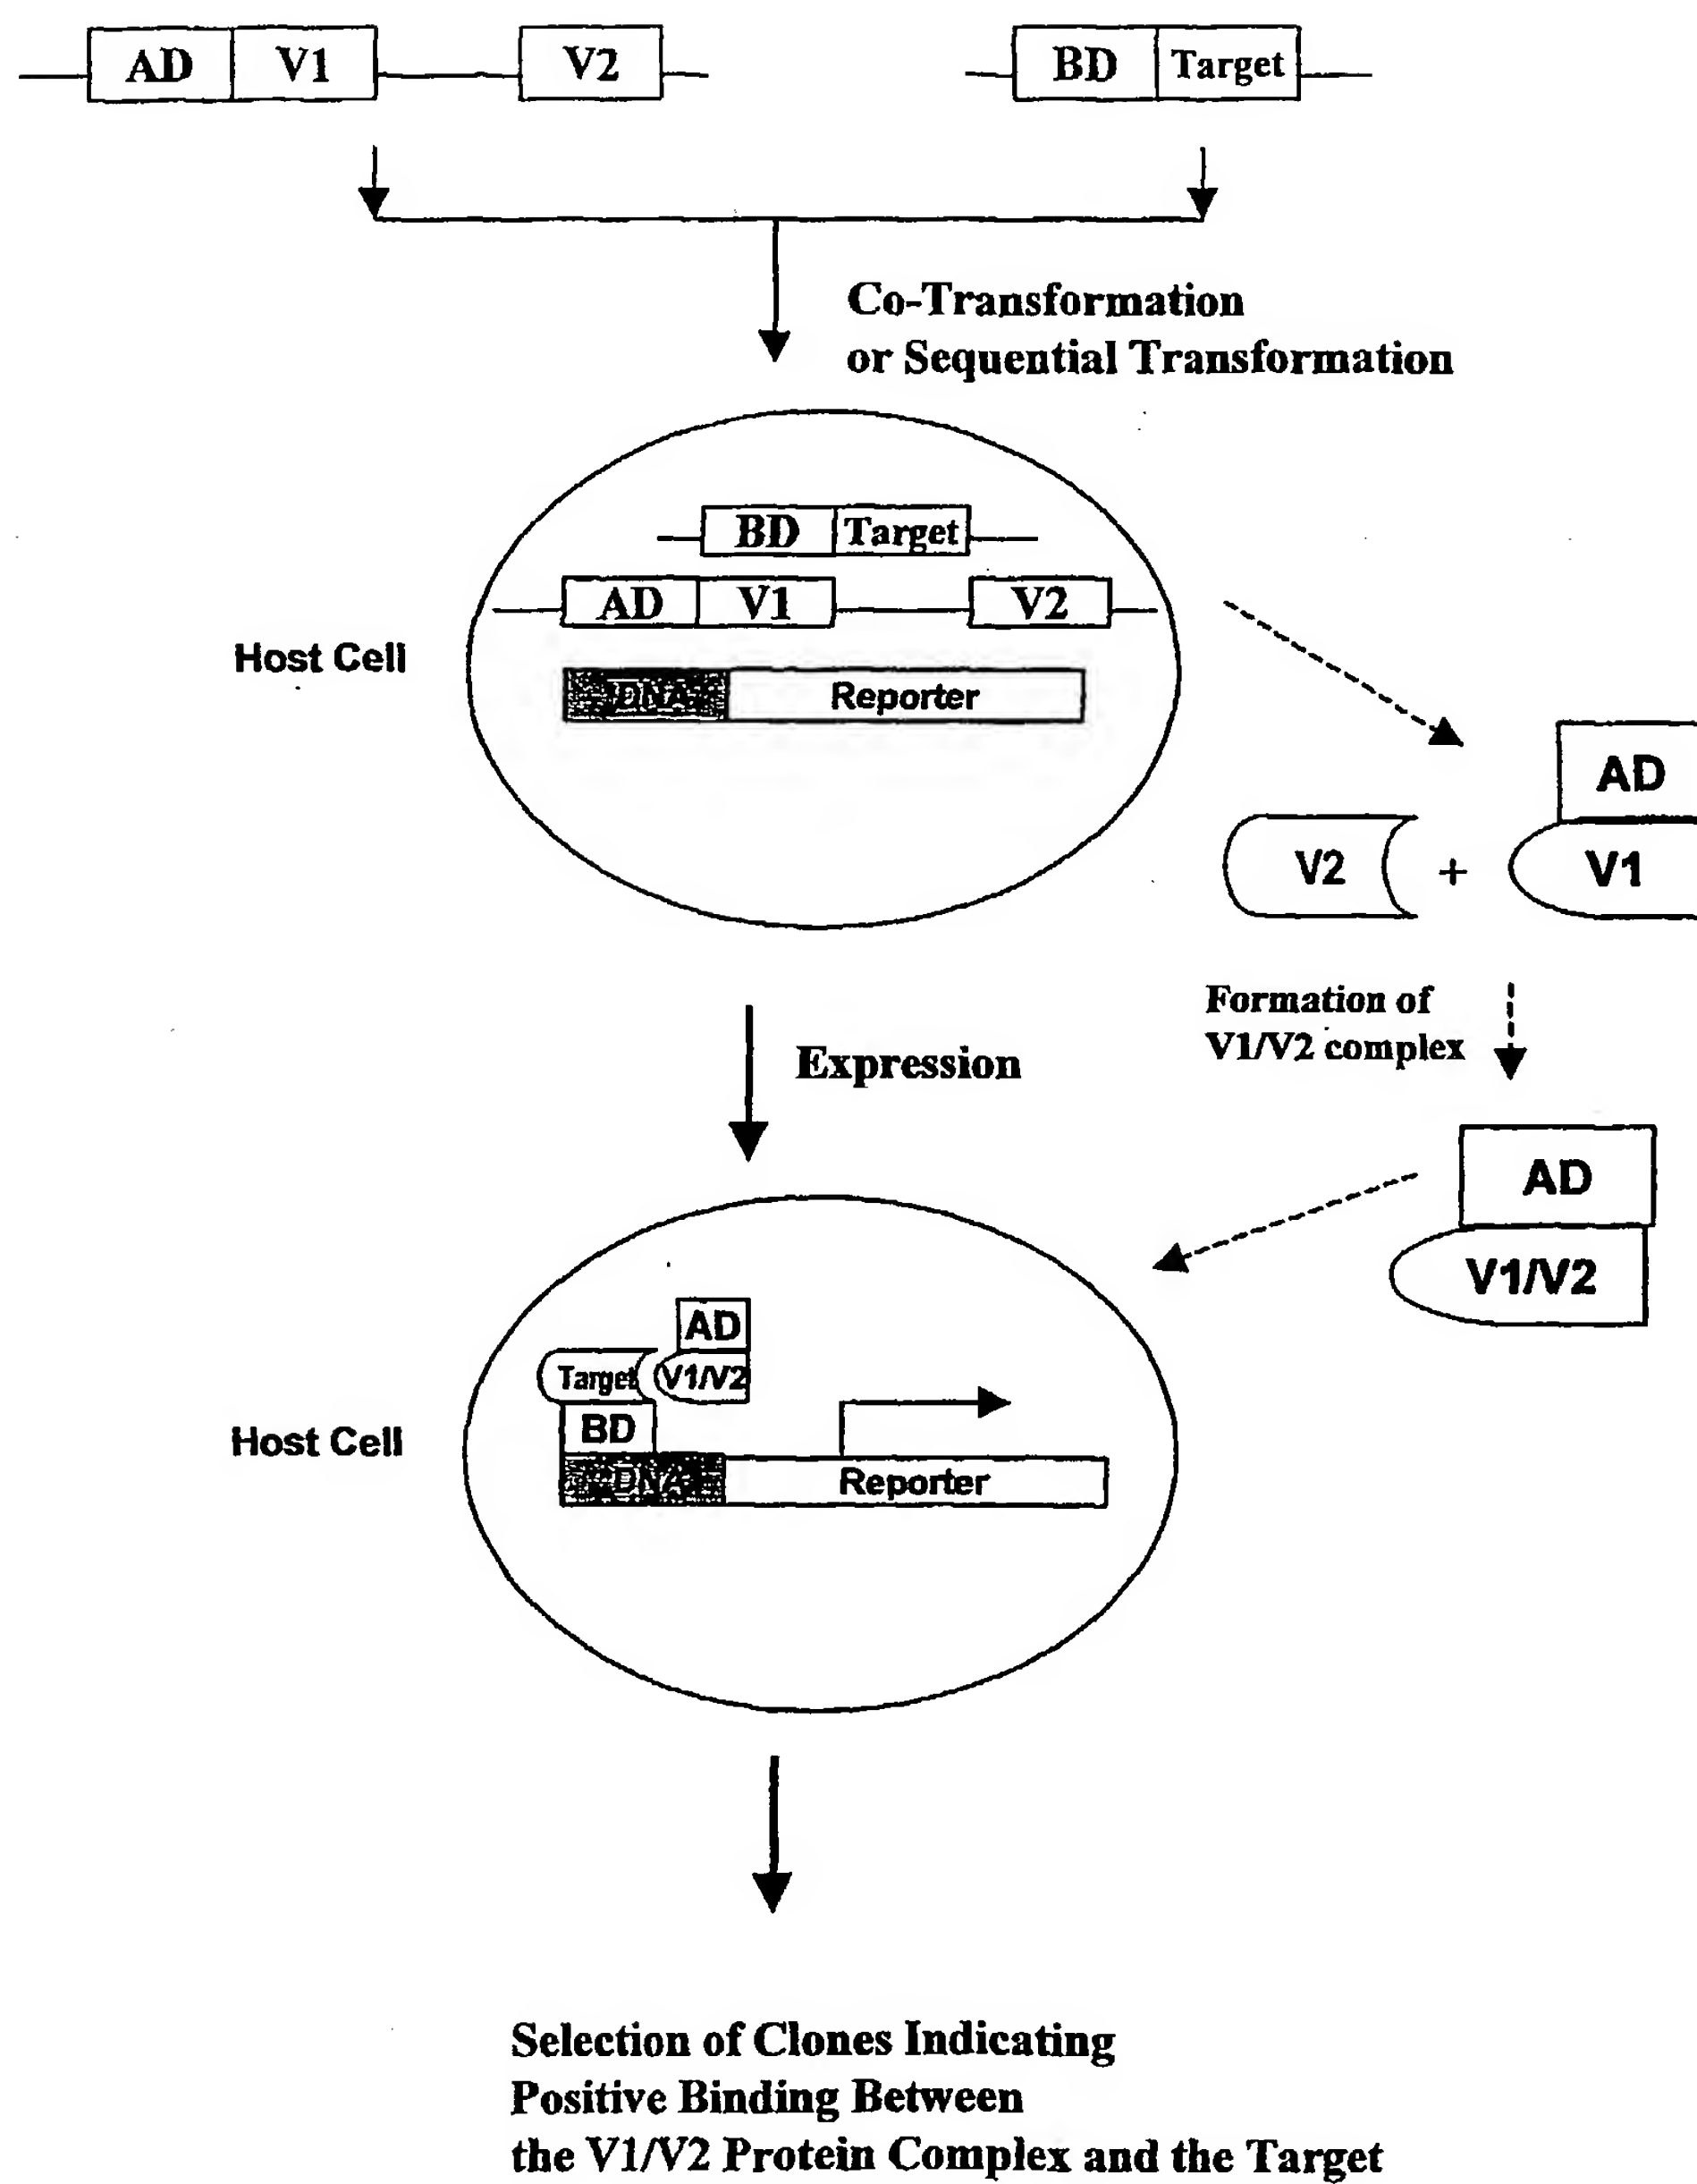 AD V1 V2 BD Target
Co-Transformation
or Sequential Transformation
BD Target
AD V1 V2
Host Cell
DNA Reporter
AD
V2 + V1
Formation of
V1/V2 complex
Expression
AD
V1/V2
AD
Target V1/V2
BD
Host Cell
DNA Reporter
Selection of Clones Indicating
Positive Binding Between
the V1/V2 Protein Complex and the Target